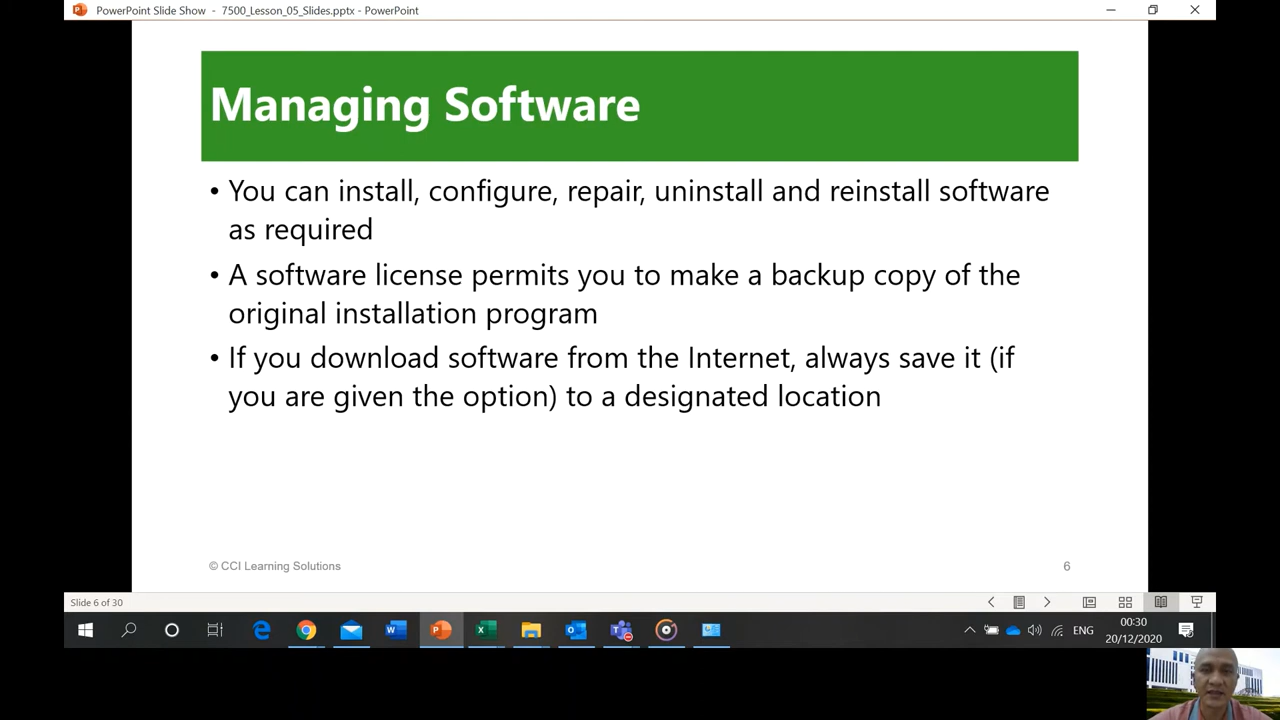 PowerPoint Slide Show - 7500_Lesson_05_Slides.pptx - PowerPoint
Managing Software
• You can install, configure, repair, uninstall and reinstall software
as required
• A software license permits you to make a backup copy of the
original installation program
• If you download software from the Internet, always save it (if
you are given the option) to a designated location
© CCI Learning Solutions
6
Slide 6 of 30
ENG
00:30
20/12/2020